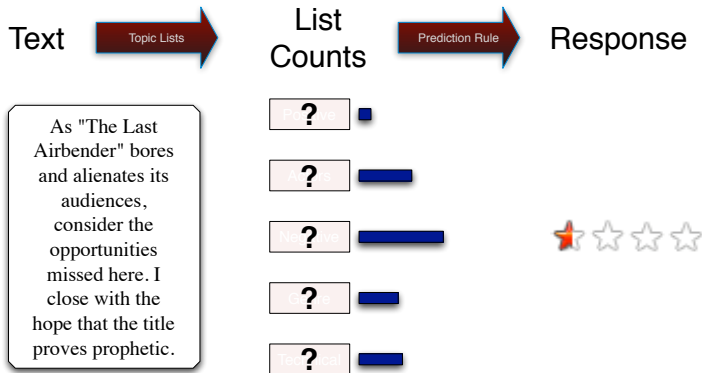 Text
Topic Lists
List
Counts
Prediction Rule
Response
As "The Last
Airbender" bores
and alienates its
audiences,
consider the
opportunities
missed here. I
close with the
hope that the title
proves prophetic.
?
?
?
?
?